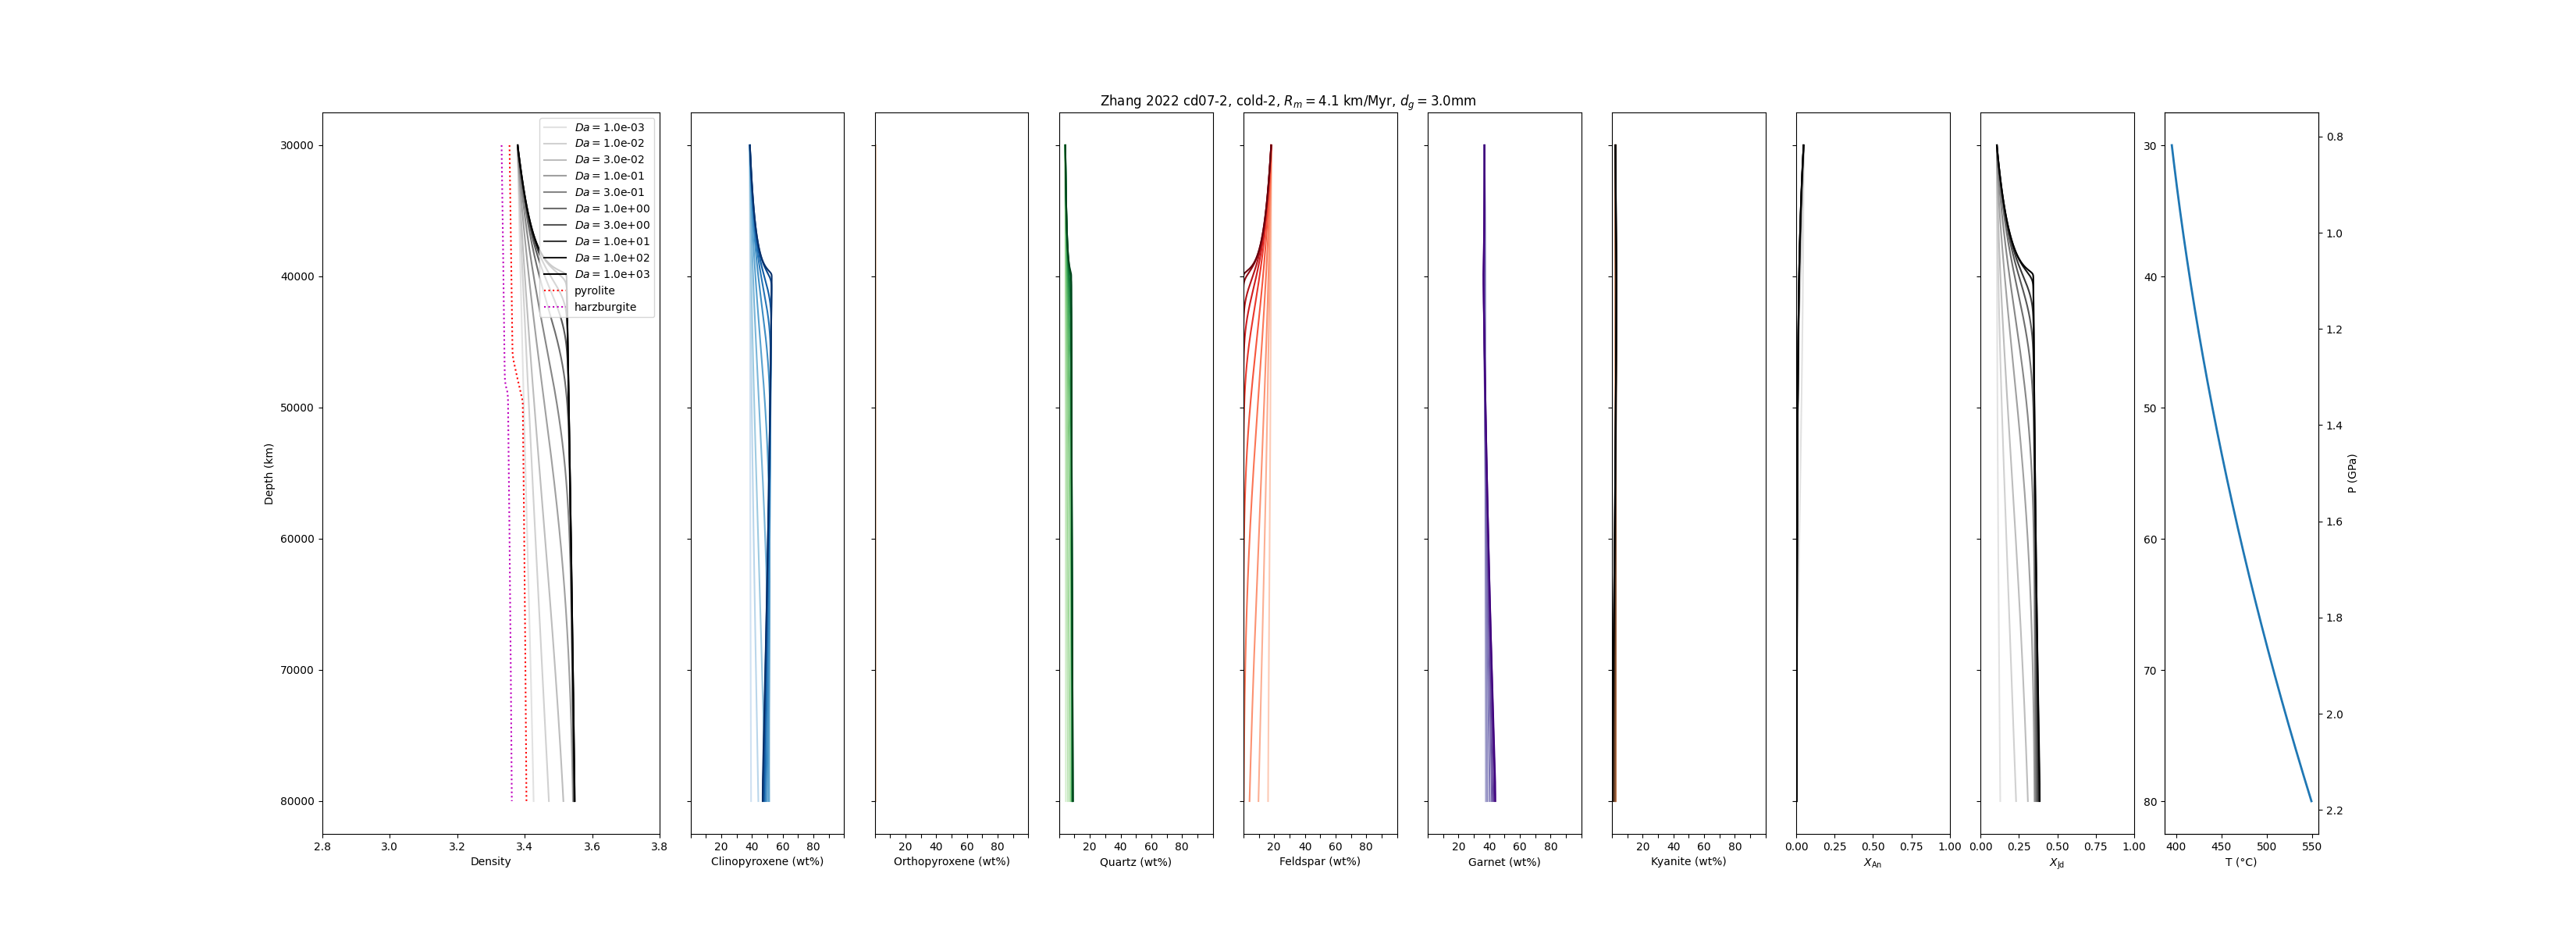 Zhang 2022 cd07-2, cold-2, Rm = 4.1 km/Myr, dg = 3.0mm
Da = 1.0e-03
Da = 1.0e-02
Da = 3.0e-02
Da = 1.0e-01
Da = 3.0e-01
Da = 1.0e+00
Da = 3.0e+00
Da = 1.0e+01
Da = 1.0e+02
Da = 1.0e+03
pyrolite
harzburgite
30000
40000
50000
60000
70000
80000
Depth (km)
2.8 3.0 3.2 3.4 3.6 3.8
Density
20 40 60 80
Clinopyroxene (wt%)
20 40 60 80
Orthopyroxene (wt%)
20 40 60 80
Quartz (wt%)
20 40 60 80
Feldspar (wt%)
20 40 60 80
Garnet (wt%)
20 40 60 80
Kyanite (wt%)
0.00 0.25 0.50 0.75 1.00
XAn
0.00 0.25 0.50 0.75 1.00
XJd
30
40
50
60
70
80
400 450 500 550
T (°C)
0.8
1.0
1.2
1.4
1.6
1.8
2.0
2.2
P (GPa)